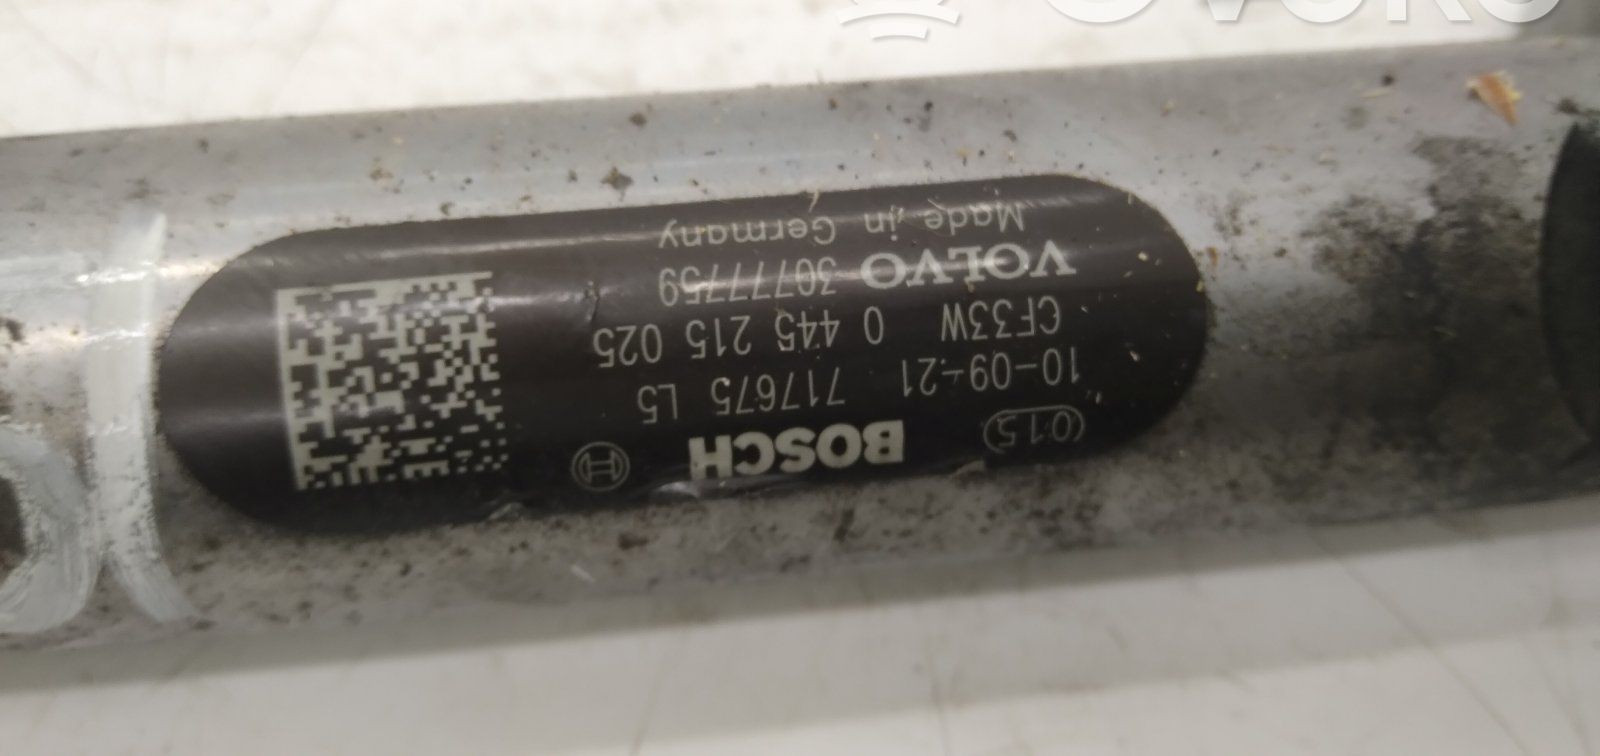 (015) BOSCH
10-09-21 717675 L5
CF33W 0 445 215 025
VOLVO 30777759
Made in Germany